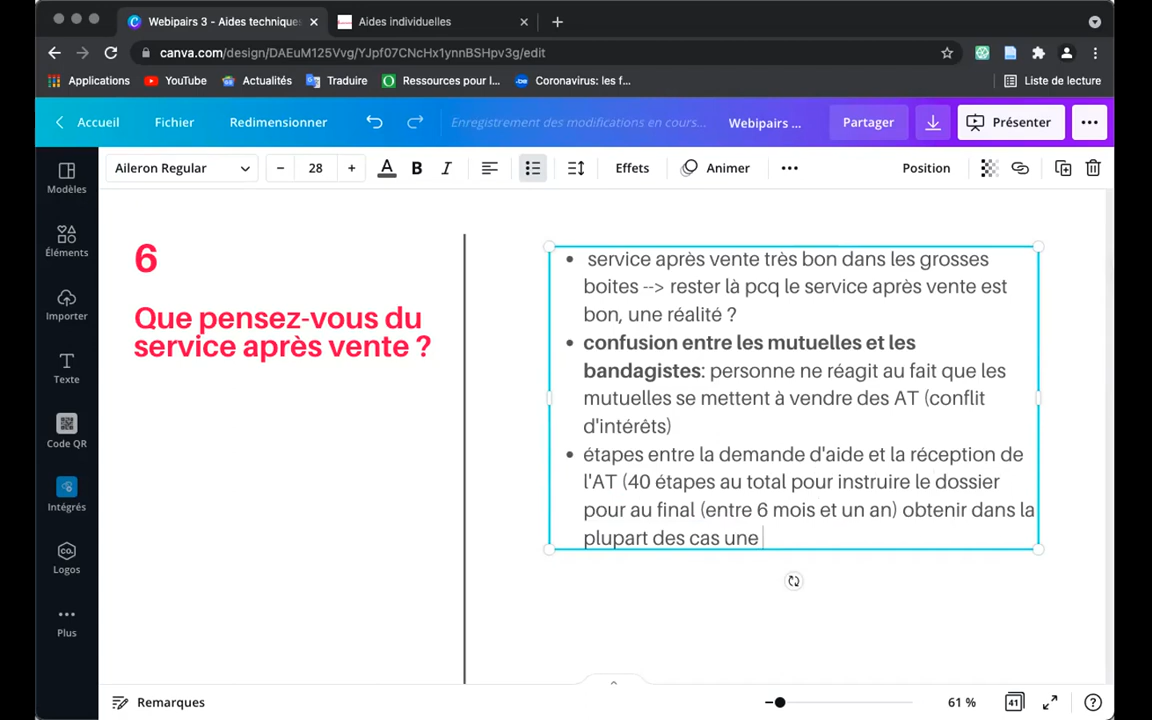 Webipairs 3 - Aides techniques
Aides individuelles
canva.com/design/DAEuM125Vvg/YJpf07CNcHx1ynnBSHpv3g/edit
Applications YouTube Actualités Traduire Ressources pour l... Coronavirus: les f... Liste de lecture
Accueil Fichier Redimensionner Enregistrement des modifications en cours... Webipairs ... Partager Présenter
Aileron Regular – 28 + A B I Effets Animer Position
Modèles
Éléments
Importer
Texte
Code QR
Intégrés
Logos
Plus
6
Que pensez-vous du
service après vente ?
• service après vente très bon dans les grosses
boites --> rester là pcq le service après vente est
bon, une réalité ?
• confusion entre les mutuelles et les
bandagistes: personne ne réagit au fait que les
mutuelles se mettent à vendre des AT (conflit
d'intérêts)
• étapes entre la demande d'aide et la réception de
l'AT (40 étapes au total pour instruire le dossier
pour au final (entre 6 mois et un an) obtenir dans la
plupart des cas une
Remarques 61 % 41